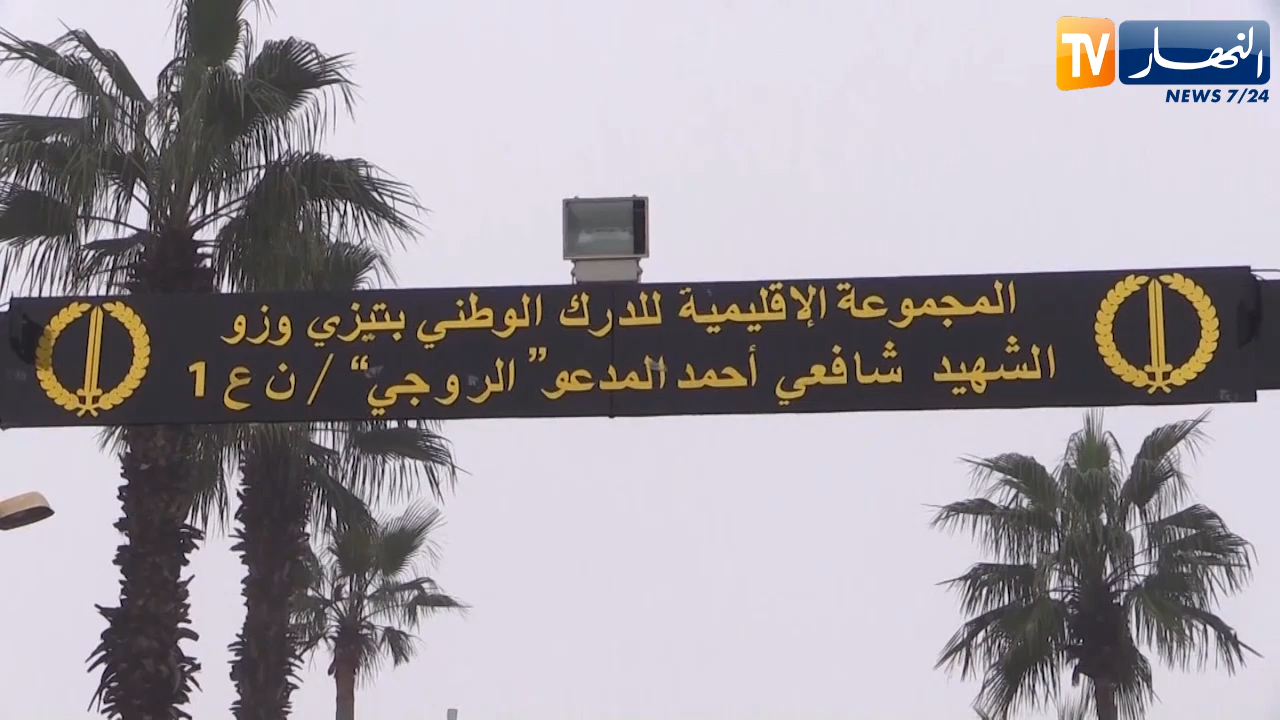 TV النهار
NEWS 7/24
المجموعة الإقليمية للدرك الوطني بتيزي وزو
الشهيد شافعي أحمد المدعو "الروجي" / ن ع 1